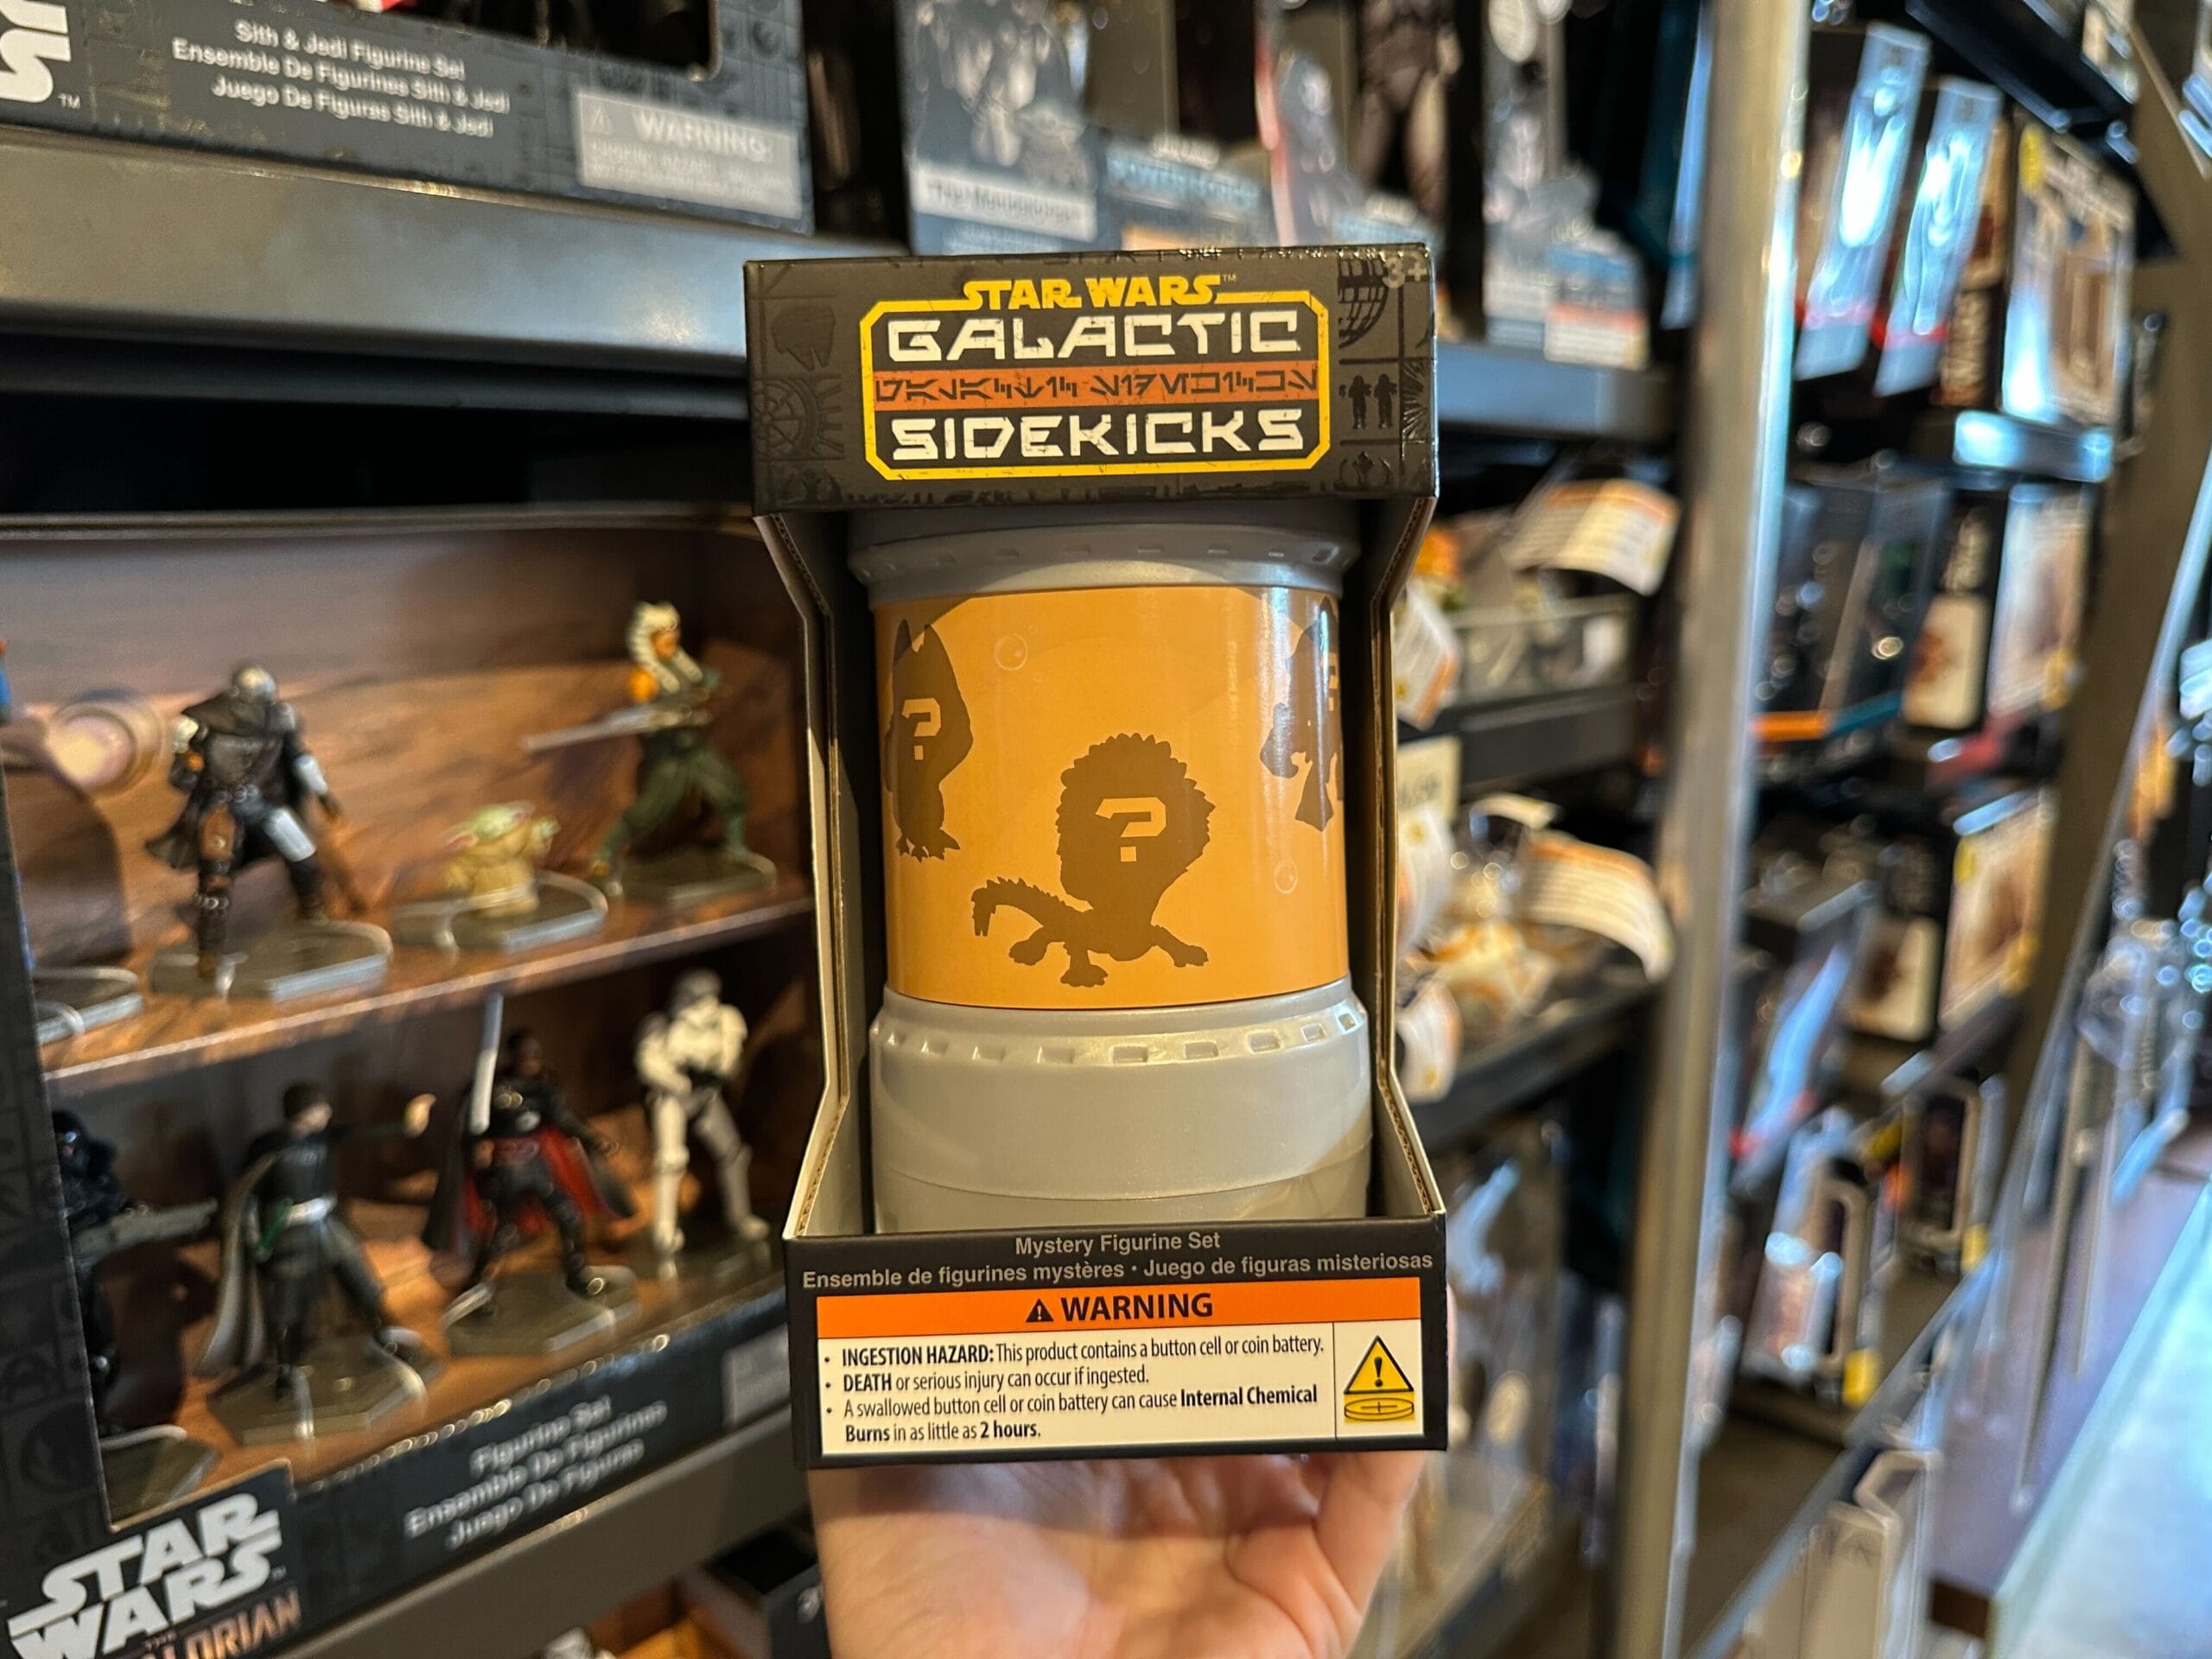 Sith & Jedi Figurine Set
Ensemble De Figurines Sith & Jedi
Juego De Figuras Sith & Jedi
TM
WARNING:
3+
STAR WARS™
GALACTIC
SIDEKICKS
?
?
Mystery Figurine Set
Ensemble de figurines mystères • Juego de figuras misteriosas
⚠ WARNING
• INGESTION HAZARD: This product contains a button cell or coin battery.
• DEATH or serious injury can occur if ingested.
• A swallowed button cell or coin battery can cause Internal Chemical
Burns in as little as 2 hours.
Figurine Set
Ensemble De Figurines
Juego De Figuras
STAR
WARS